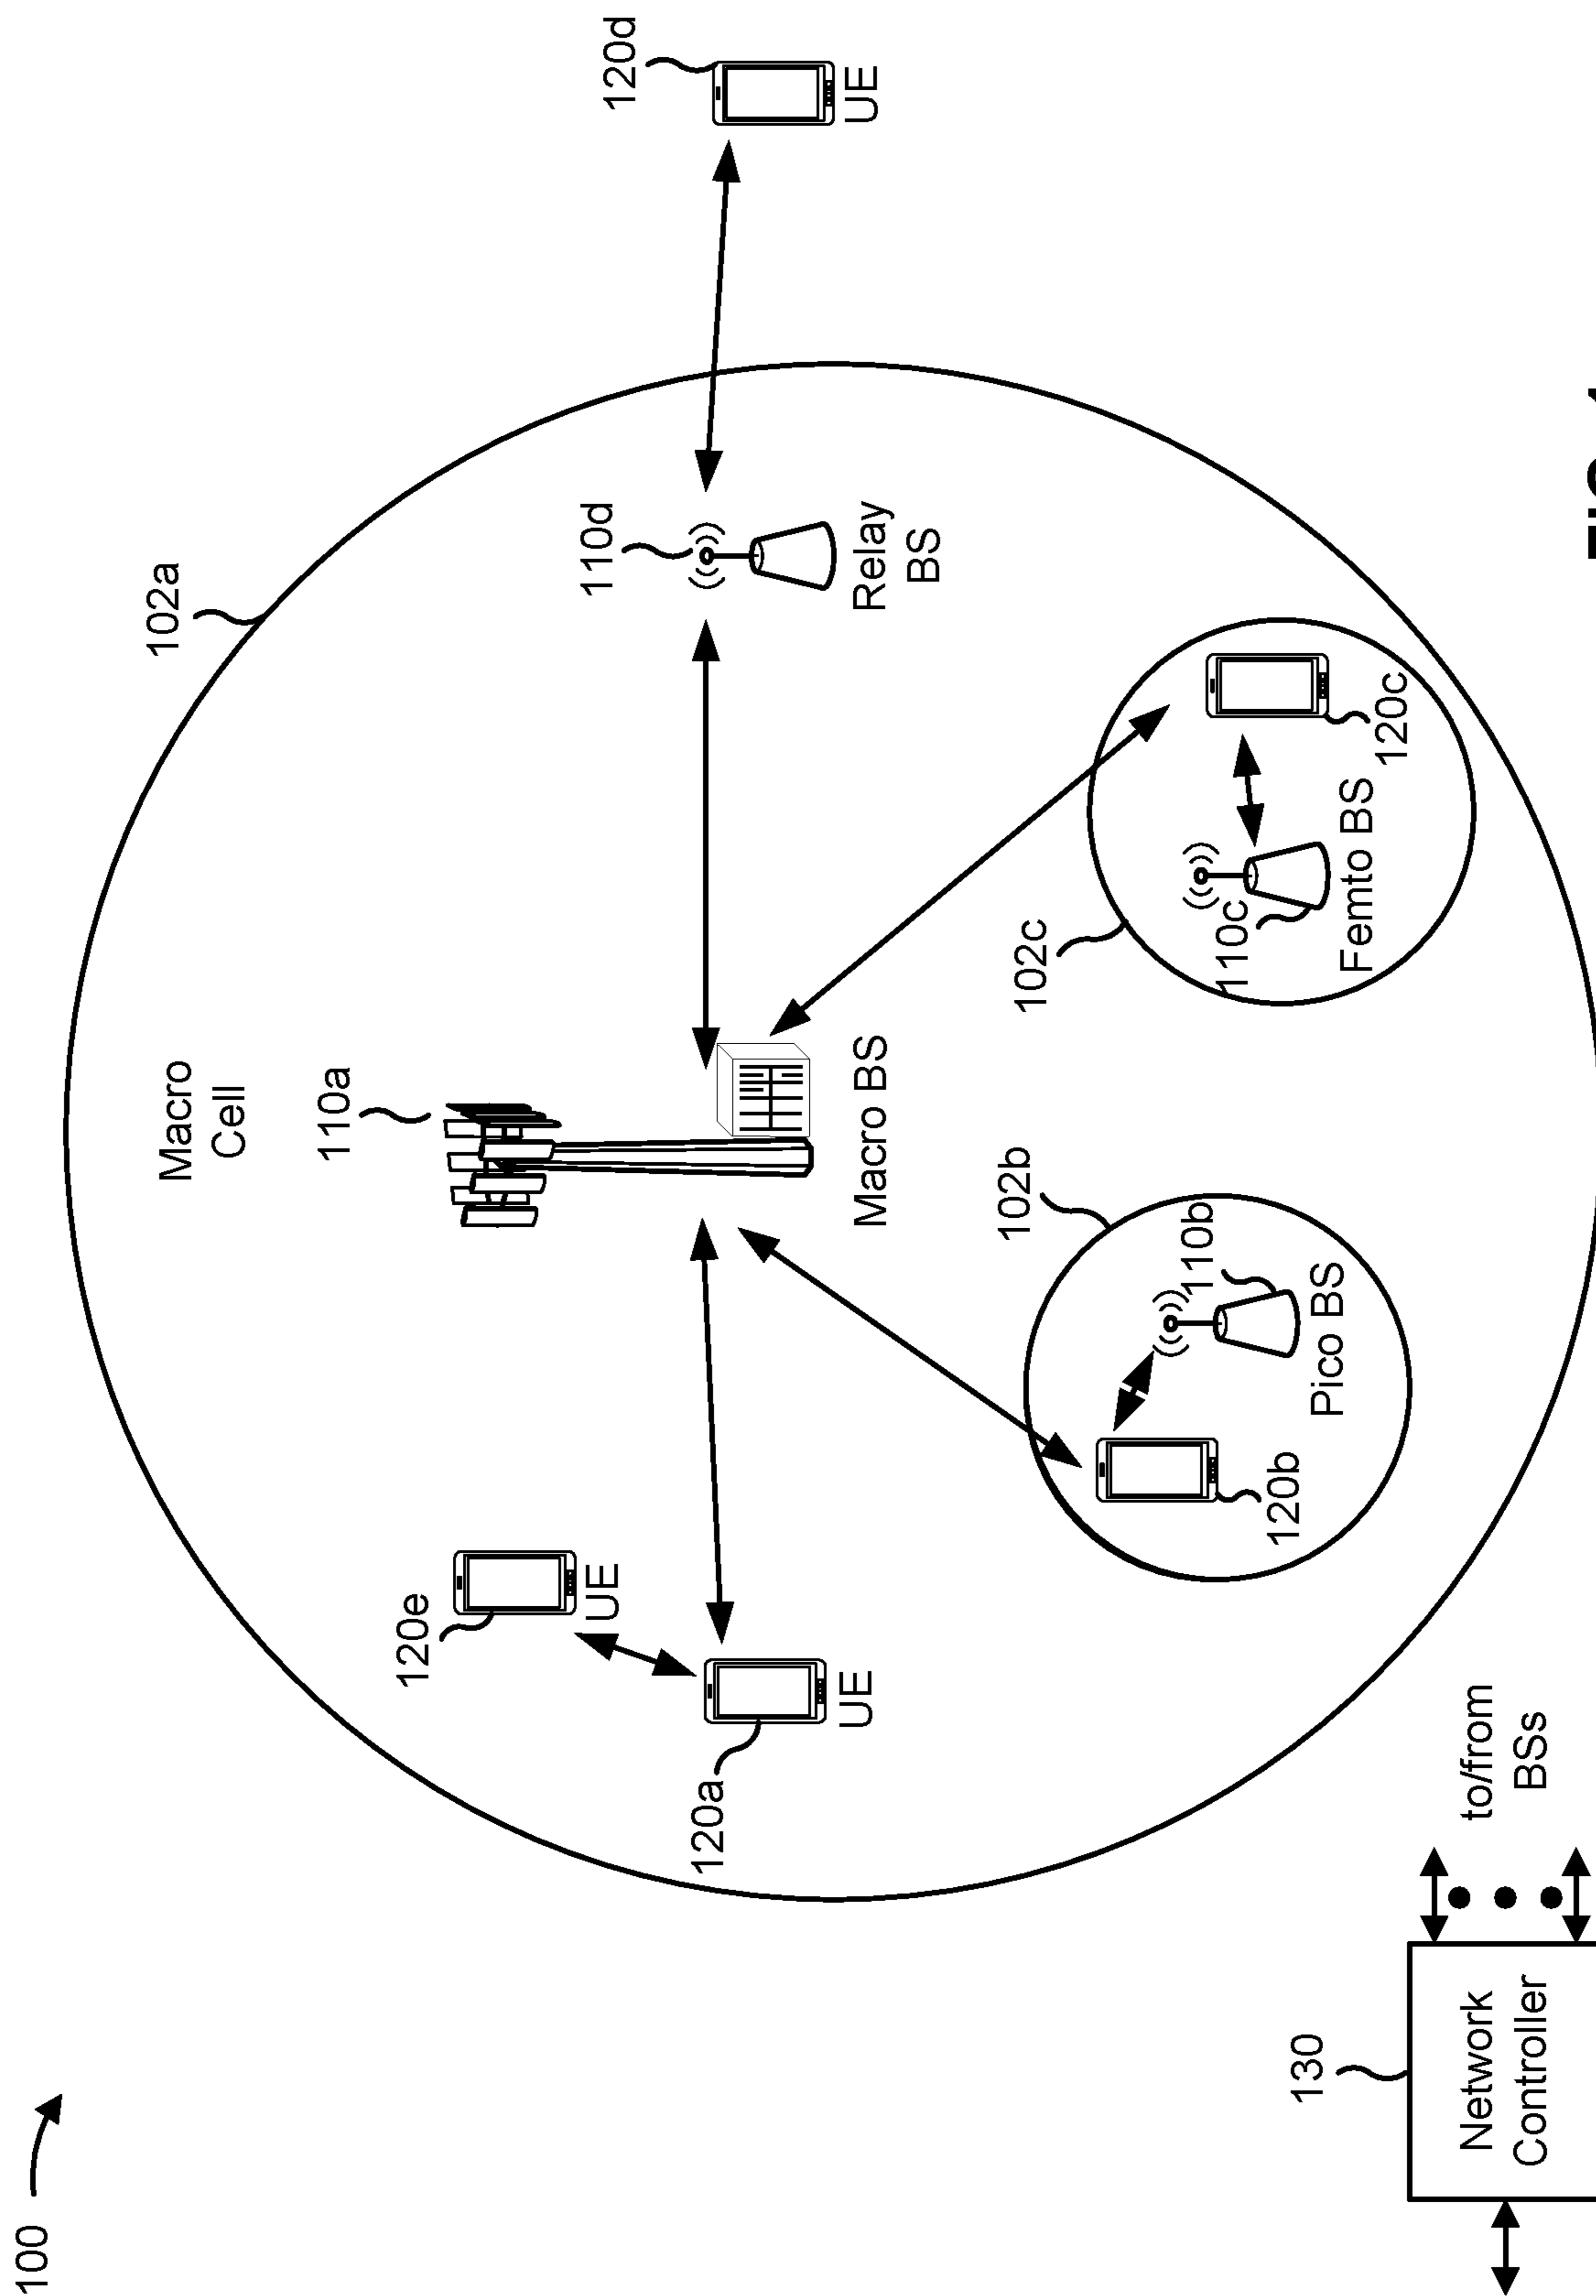 100
102a
Macro
Cell
110a
120d
UE
110d
Relay
BS
120e
UE
120a
UE
Macro BS
102b
110b
Pico BS
120b
102c
110c
Femto BS
120c
130
Network
Controller
to/from
BSs